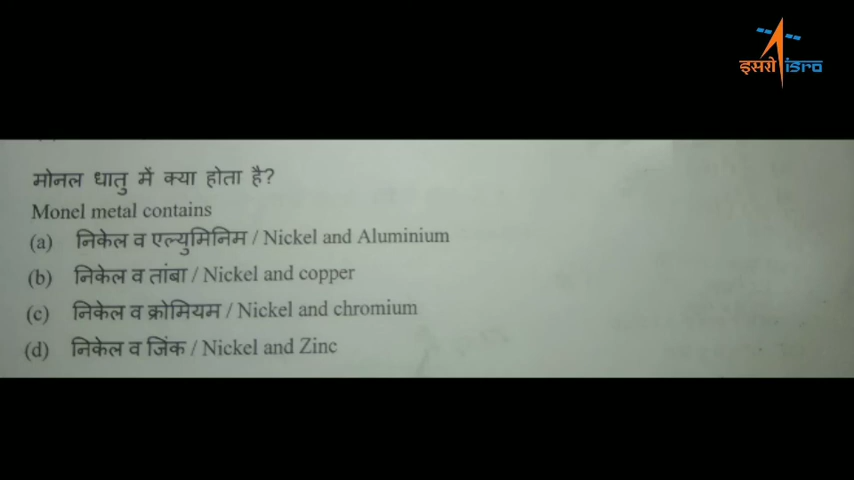 इसरो isro
मोनल धातु में क्या होता है?
Monel metal contains
(a) निकेल व एल्युमिनिम / Nickel and Aluminium
(b) निकेल व तांबा / Nickel and copper
(c) निकेल व क्रोमियम / Nickel and chromium
(d) निकेल व जिंक / Nickel and Zinc